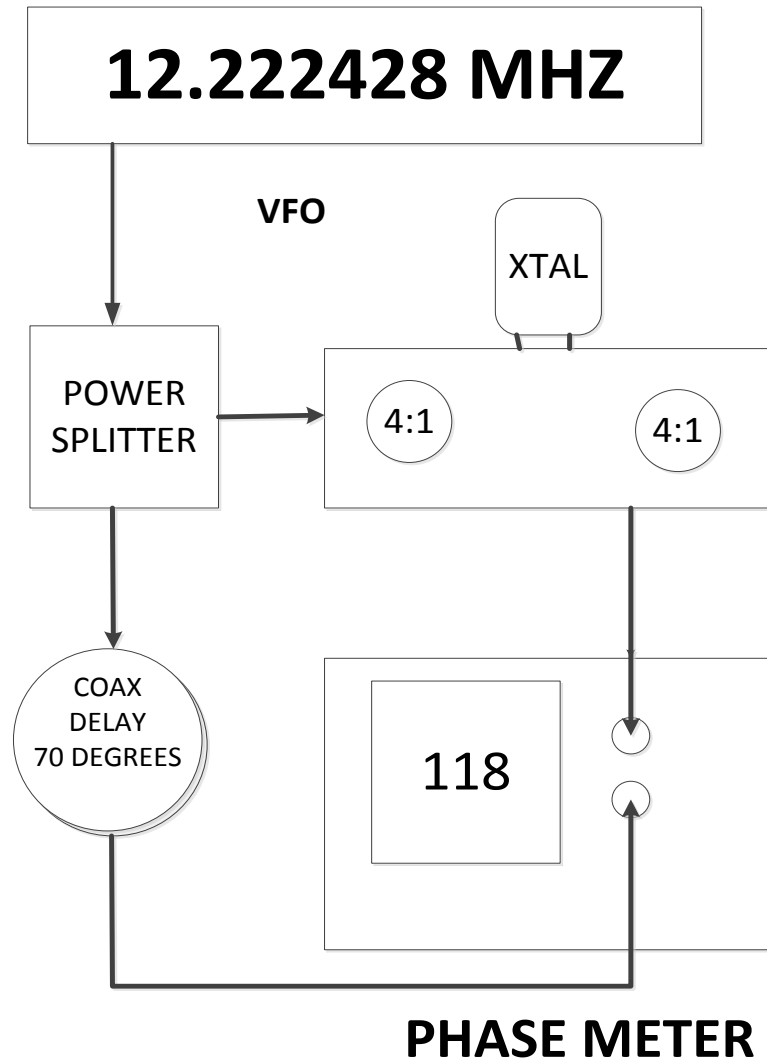 12.222428 MHZ
VFO
XTAL
POWER
SPLITTER
4:1
4:1
COAX
DELAY
70 DEGREES
118
PHASE METER